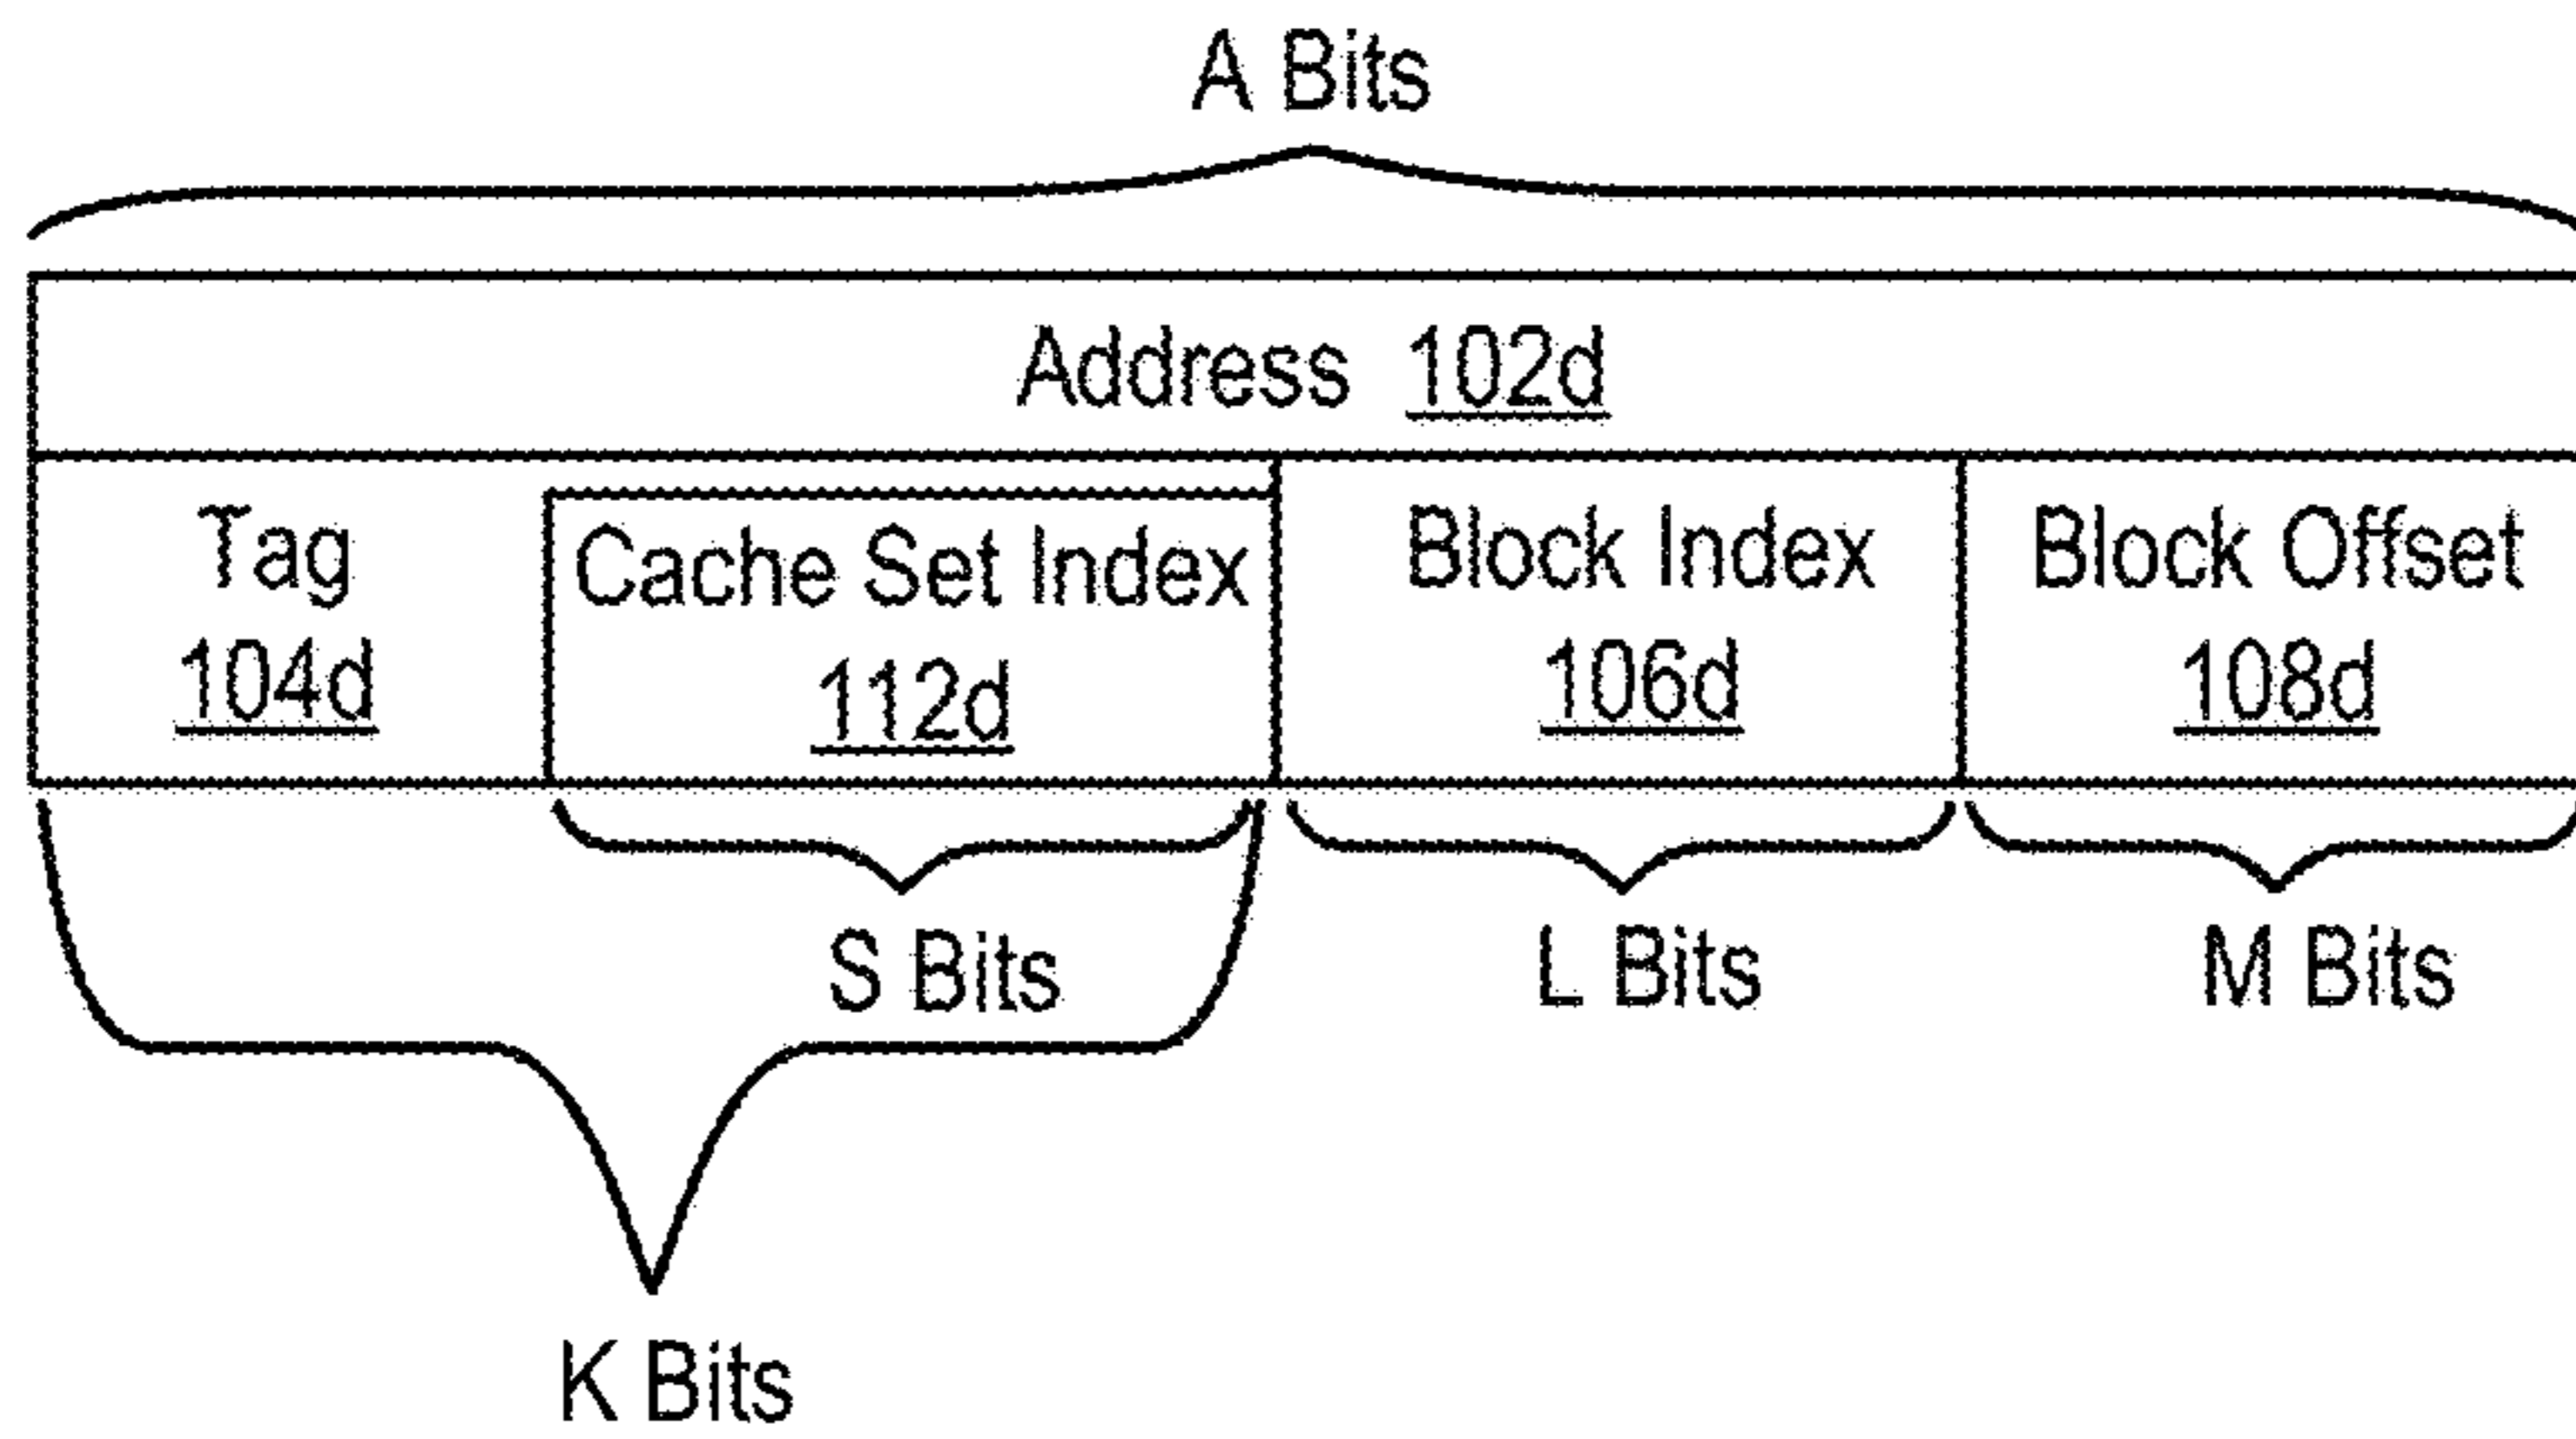 A Bits
Address 102d
Tag
104d
Cache Set Index
112d
Block Index
106d
Block Offset
108d
S Bits
L Bits
M Bits
K Bits